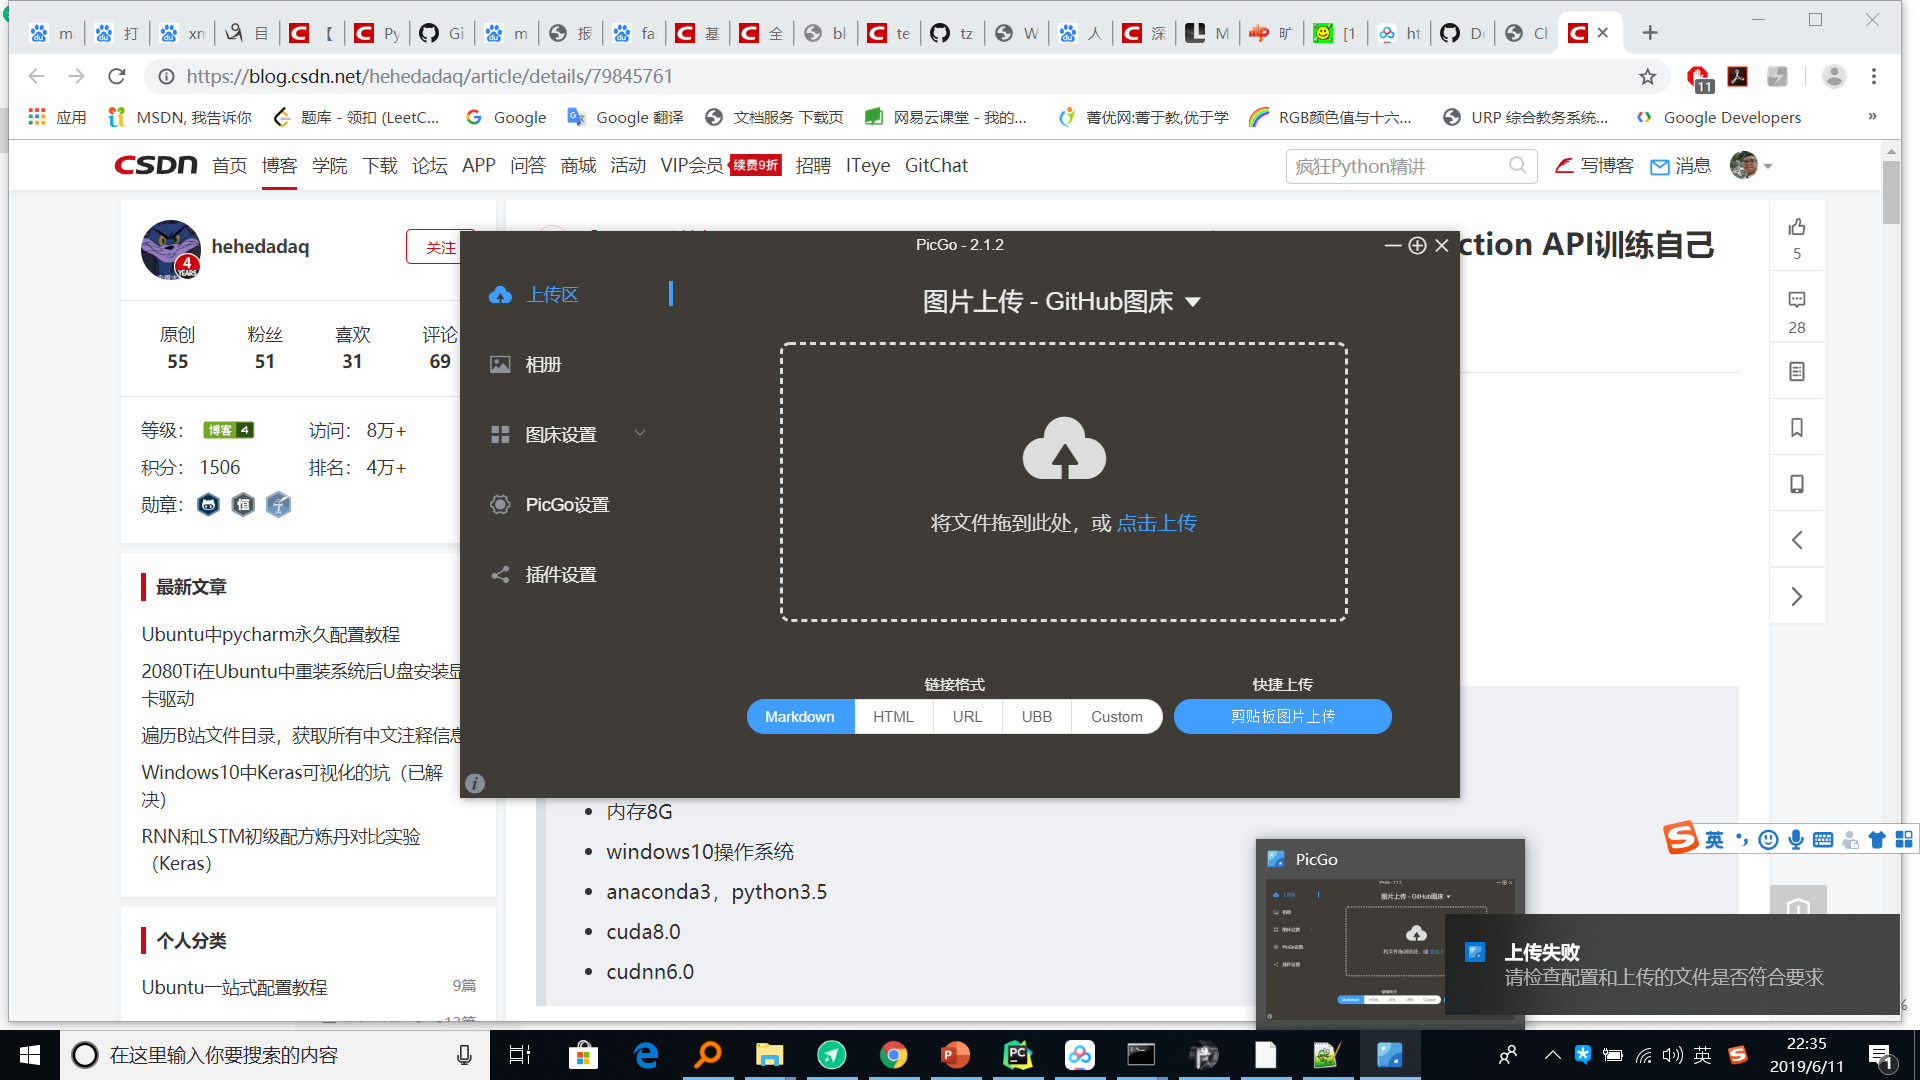 m
打
xn
目
【
Py
Gi
m
报
fa
基
全
bl
te
tz
W
人
深
M
旷
[1
ht
D
Cl
https://blog.csdn.net/hehedadaq/article/details/79845761
11
应用
MSDN, 我告诉你
题库 - 领扣 (LeetC...
Google
Google 翻译
文档服务 下载页
网易云课堂 - 我的...
菁优网:菁于教,优于学
RGB颜色值与十六...
URP 综合教务系统...
Google Developers
»
CSDN 首页 博客 学院 下载 论坛 APP 问答 商城 活动 VIP会员 续费9折 招聘 ITeye GitChat
疯狂Python精讲
写博客
消息
hehedadaq
4
YEARS
关注
ction API训练自己
原创 粉丝 喜欢 评论
55 51 31 69
等级： 博客 4 访问： 8万+
积分： 1506 排名： 4万+
勋章： 恒
最新文章
Ubuntu中pycharm永久配置教程
2080Ti在Ubuntu中重装系统后U盘安装显
卡驱动
遍历B站文件目录，获取所有中文注释信息
Windows10中Keras可视化的坑（已解
决）
RNN和LSTM初级配方炼丹对比实验
（Keras）
个人分类
Ubuntu一站式配置教程 9篇
5
28
PicGo - 2.1.2
上传区
相册
图床设置
PicGo设置
插件设置
图片上传 - GitHub图床
将文件拖到此处，或 点击上传
链接格式
快捷上传
Markdown
HTML
URL
UBB
Custom
剪贴板图片上传
内存8G
windows10操作系统
anaconda3，python3.5
cuda8.0
cudnn6.0
英
PicGo
上传失败
请检查配置和上传的文件是否符合要求
在这里输入你要搜索的内容
英
22:35
2019/6/11
1